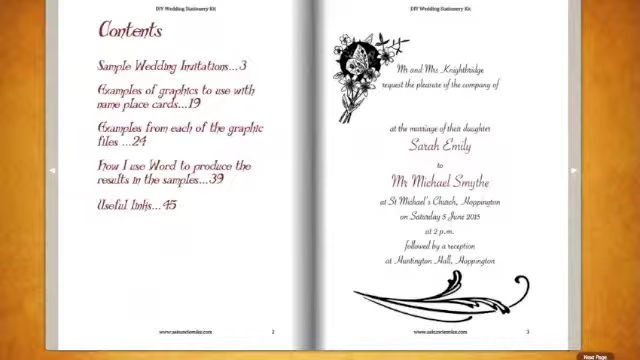 DIY Wedding Stationery Kit
Contents
Sample Wedding Invitations...3
Examples of graphics to use with
name place cards...19
Examples from each of the graphic
files ...24
How I use Word to produce the
results in the samples...39
Useful links...45
2
DIY Wedding Stationery Kit
Mr and Mrs Knightbridge
request the pleasure of the company of
at the marriage of their daughter
Sarah Emily
to
Mr Michael Smythe
at St Michael's Church, Hoppington
on Saturday 5 June 2015
at 2 p.m.
followed by a reception
at Huntington Hall, Hoppington
3
Next Page